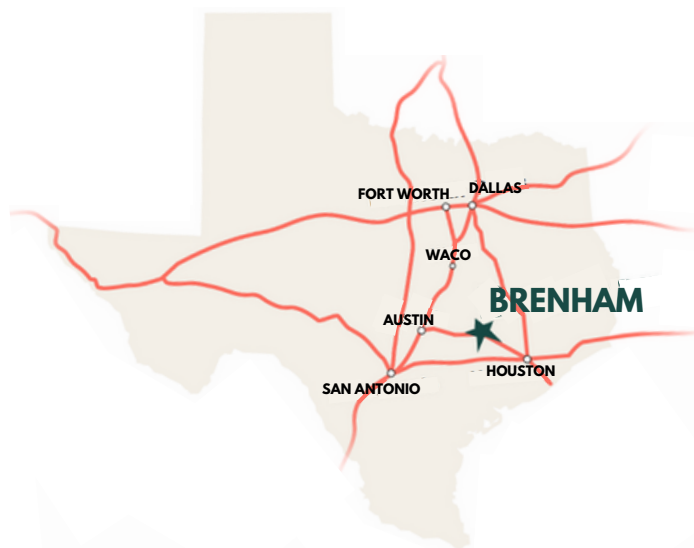 FORT WORTH
DALLAS
WACO
BRENHAM
AUSTIN
HOUSTON
SAN ANTONIO